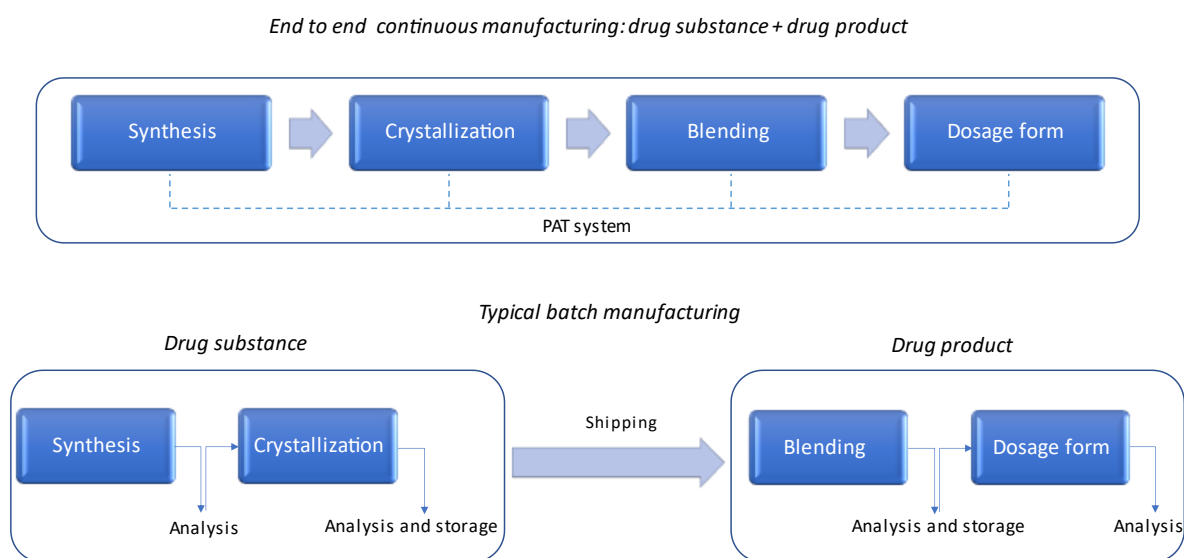 End to end  continuous manufacturing: drug substance + drug product
Synthesis
Crystallization
Blending
Dosage form
PAT system
Typical batch manufacturing
Drug substance
Drug product
Synthesis
Crystallization
Shipping
Blending
Dosage form
Analysis
Analysis and storage
Analysis and storage
Analysis